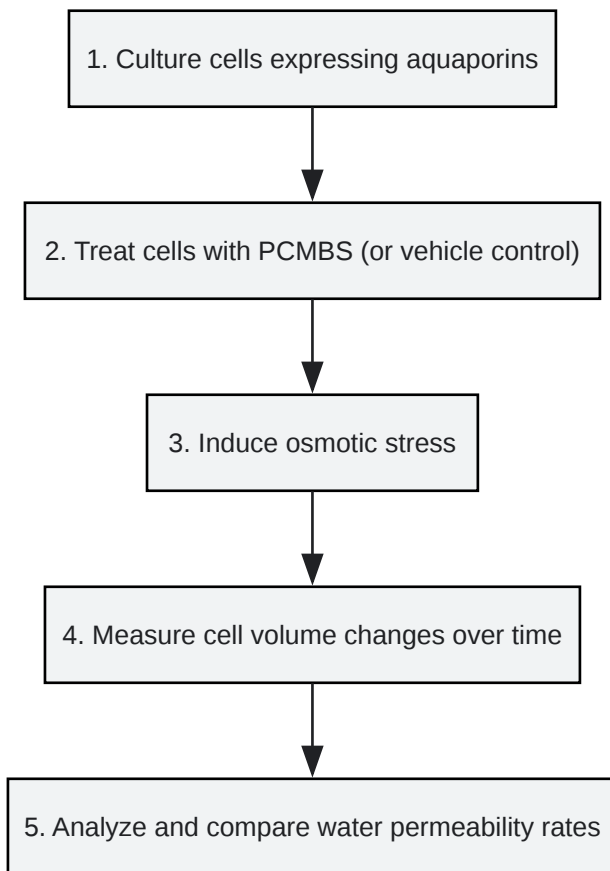 1. Culture cells expressing aquaporins
2. Treat cells with PCMBS (or vehicle control)
3. Induce osmotic stress
4. Measure cell volume changes over time
5. Analyze and compare water permeability rates